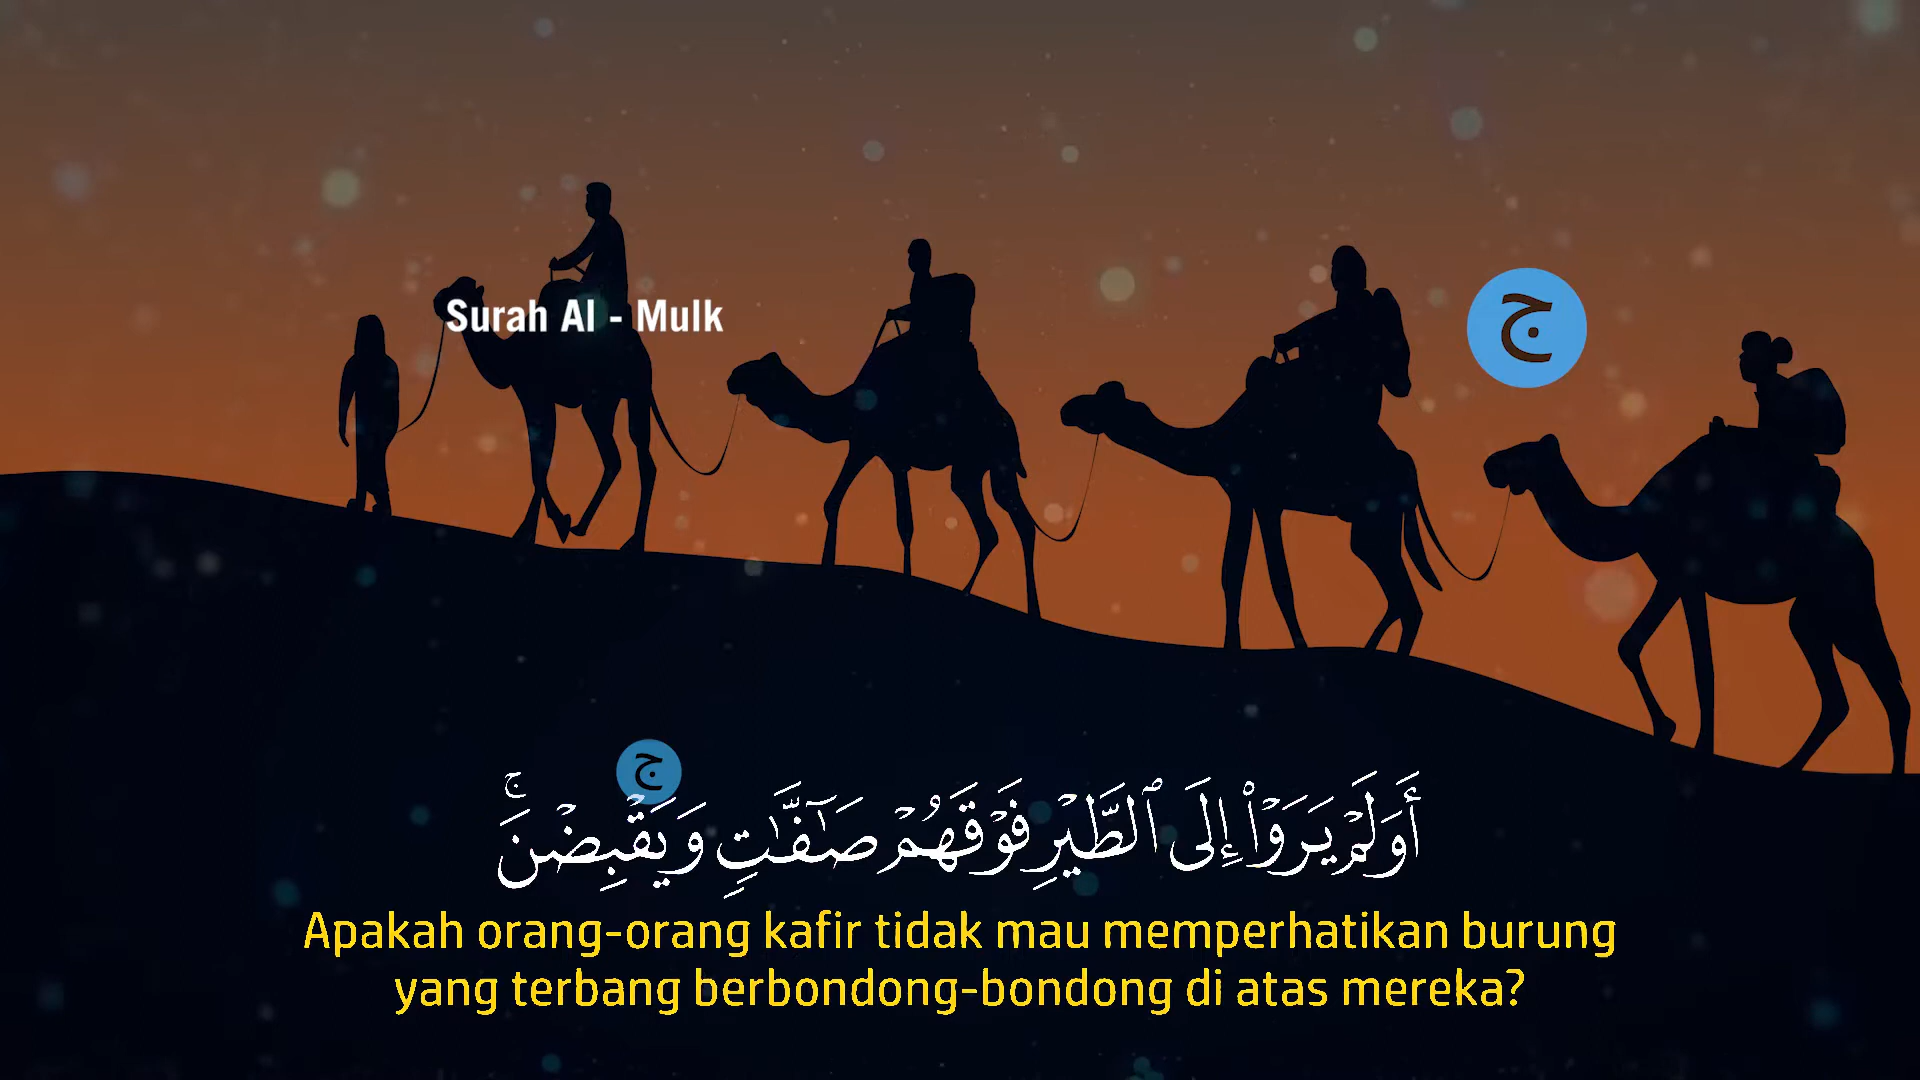 Surah Al - Mulk
ج
ج
أَوَلَمْ يَرَوْا۟ إِلَى ٱلطَّيْرِ فَوْقَهُمْ صَـٰٓفَّـٰتٍ وَيَقْبِضْنَ ۚ
Apakah orang-orang kafir tidak mau memperhatikan burung
yang terbang berbondong-bondong di atas mereka?